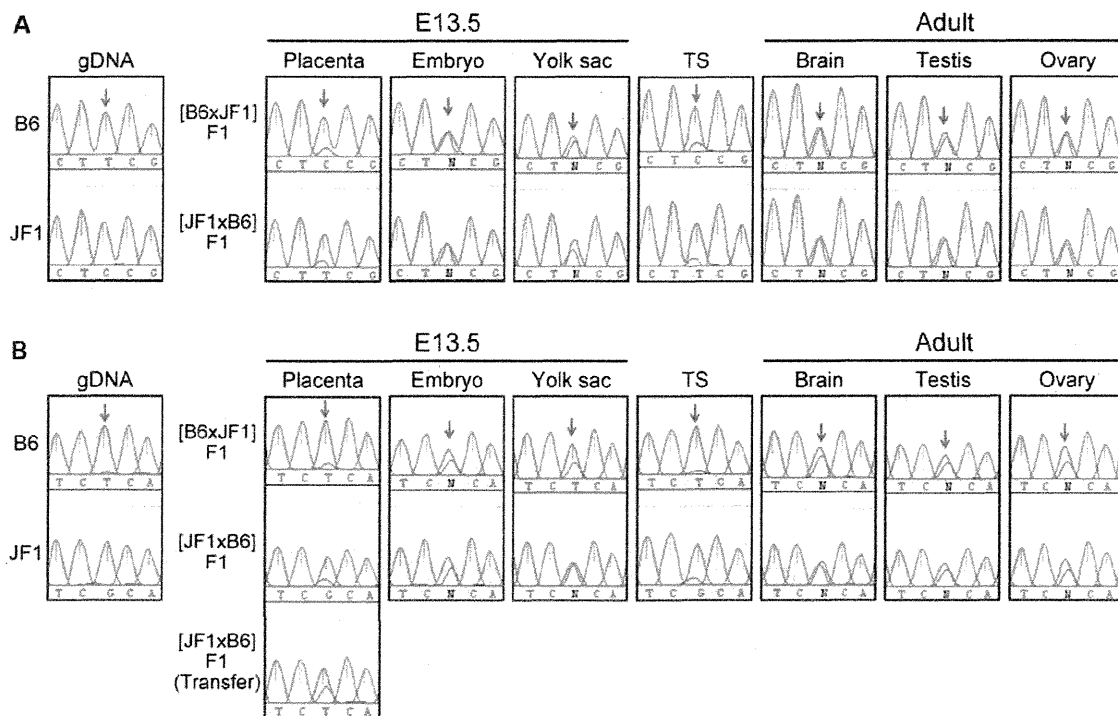 A
E13.5 Adult
gDNA Placenta Embryo Yolk sac TS Brain Testis Ovary
B6 [B6xJF1] F1
C T T C G C T C C G C T N C G C T N C G C T C C G C T N C G C T N C G C T N C G
JF1 [JF1xB6] F1
C T C C G C T T C G C T N C G C T N C G C T T C G C T N C G C T N C G C T N C G
B
E13.5 Adult
gDNA Placenta Embryo Yolk sac TS Brain Testis Ovary
B6 [B6xJF1] F1
T C T C A T C T C A T C N C A T C T C A T C T C A T C N C A T C N C A T C N C A
JF1 [JF1xB6] F1
T C G C A T C G C A T C N C A T C N C A T C G C A T C N C A T C N C A T C N C A
[JF1xB6]
F1
(Transfer)
T C T C A